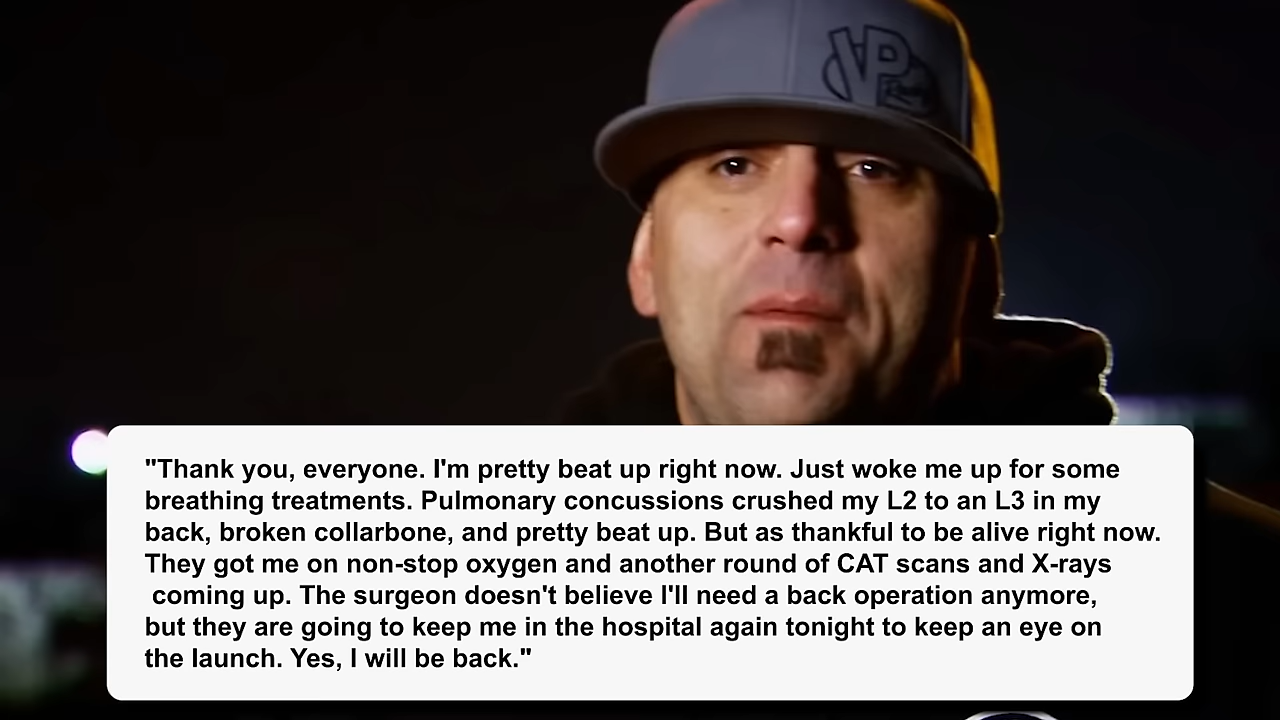 VP
Racing
"Thank you, everyone. I'm pretty beat up right now. Just woke me up for some
breathing treatments. Pulmonary concussions crushed my L2 to an L3 in my
back, broken collarbone, and pretty beat up. But as thankful to be alive right now.
They got me on non-stop oxygen and another round of CAT scans and X-rays
coming up. The surgeon doesn't believe I'll need a back operation anymore,
but they are going to keep me in the hospital again tonight to keep an eye on
the launch. Yes, I will be back."